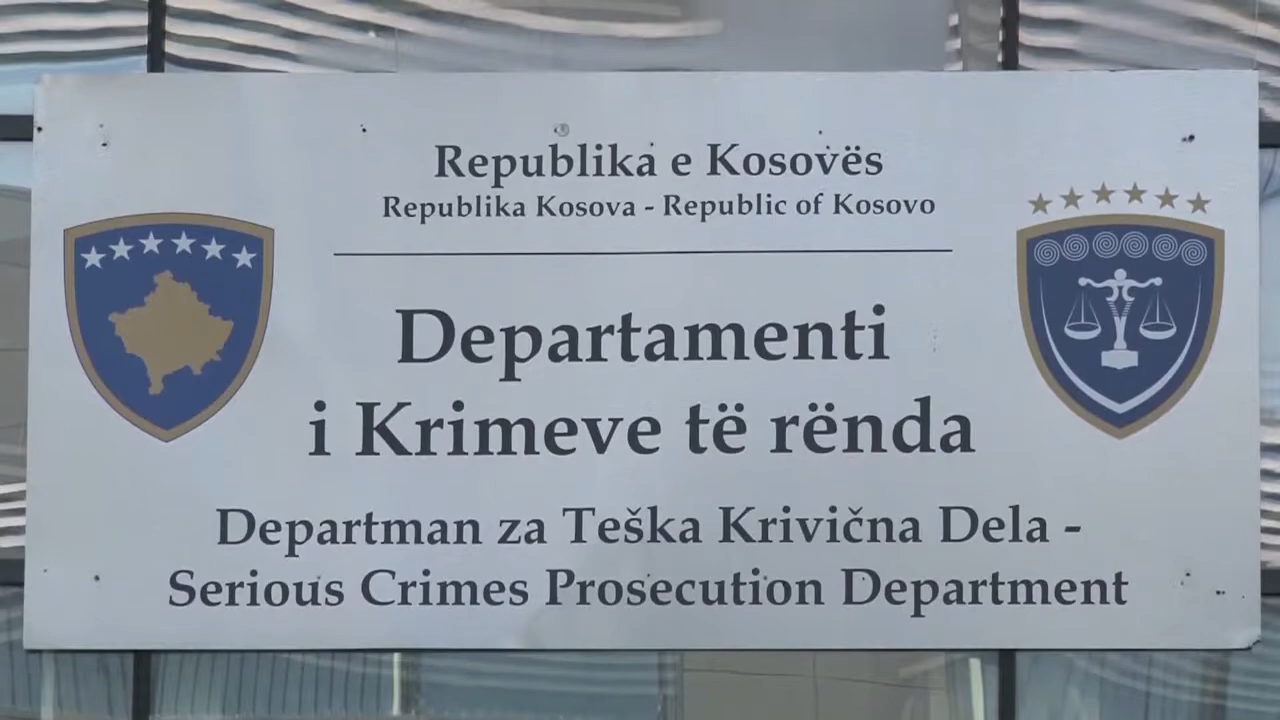 Republika e Kosovës
Republika Kosova - Republic of Kosovo
Departamenti
i Krimeve të rënda
Departman za Teška Krivična Dela -
Serious Crimes Prosecution Department